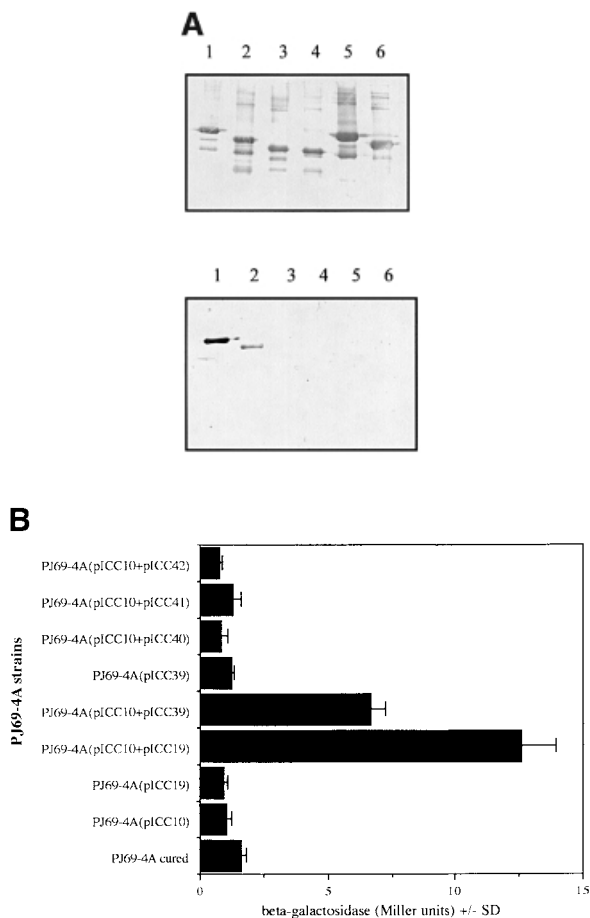 A
1 2 3 4 5 6
1 2 3 4 5 6
B
PJ69-4A strains
PJ69-4A(pICC10+pICC42)
PJ69-4A(pICC10+pICC41)
PJ69-4A(pICC10+pICC40)
PJ69-4A(pICC39)
PJ69-4A(pICC10+pICC39)
PJ69-4A(pICC10+pICC19)
PJ69-4A(pICC19)
PJ69-4A(pICC10)
PJ69-4A cured
0 5 10 15
beta-galactosidase (Miller units) +/- SD